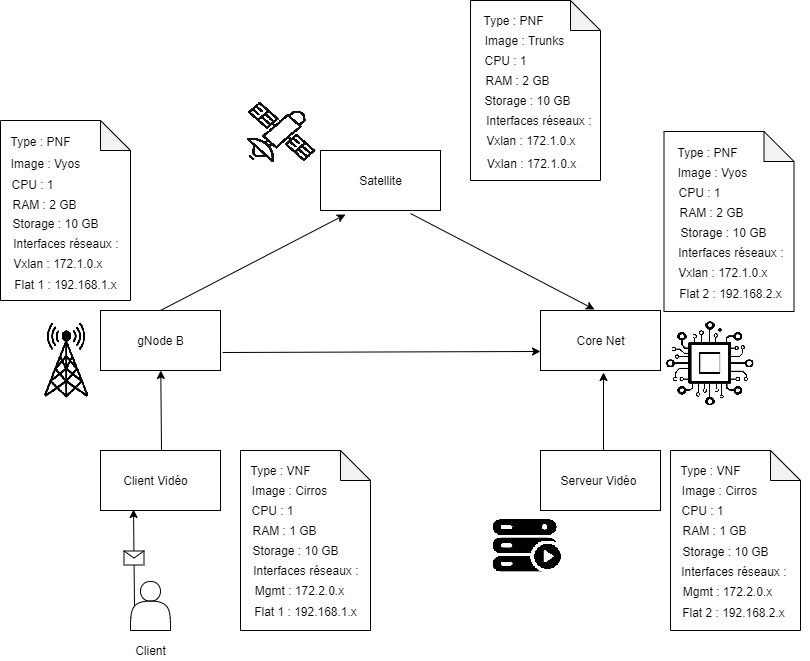 Type : PNF
Image : Trunks
CPU : 1
RAM : 2 GB
Storage : 10 GB
Interfaces réseaux :
Vxlan : 172.1.0.x
Vxlan : 172.1.0.x
Type : PNF
Image : Vyos
CPU : 1
RAM : 2 GB
Storage : 10 GB
Interfaces réseaux :
Vxlan : 172.1.0.x
Flat 1 : 192.168.1.x
Satellite
Type : PNF
Image : Vyos
CPU : 1
RAM : 2 GB
Storage : 10 GB
Interfaces réseaux :
Vxlan : 172.1.0.x
Flat 2 : 192.168.2.x
gNode B
Core Net
Client Vidéo
Type : VNF
Image : Cirros
CPU : 1
RAM : 1 GB
Storage : 10 GB
Interfaces réseaux :
Mgmt : 172.2.0.x
Flat 1 : 192.168.1.x
Serveur Vidéo
Type : VNF
Image : Cirros
CPU : 1
RAM : 1 GB
Storage : 10 GB
Interfaces réseaux :
Mgmt : 172.2.0.x
Flat 2 : 192.168.2.x
Client